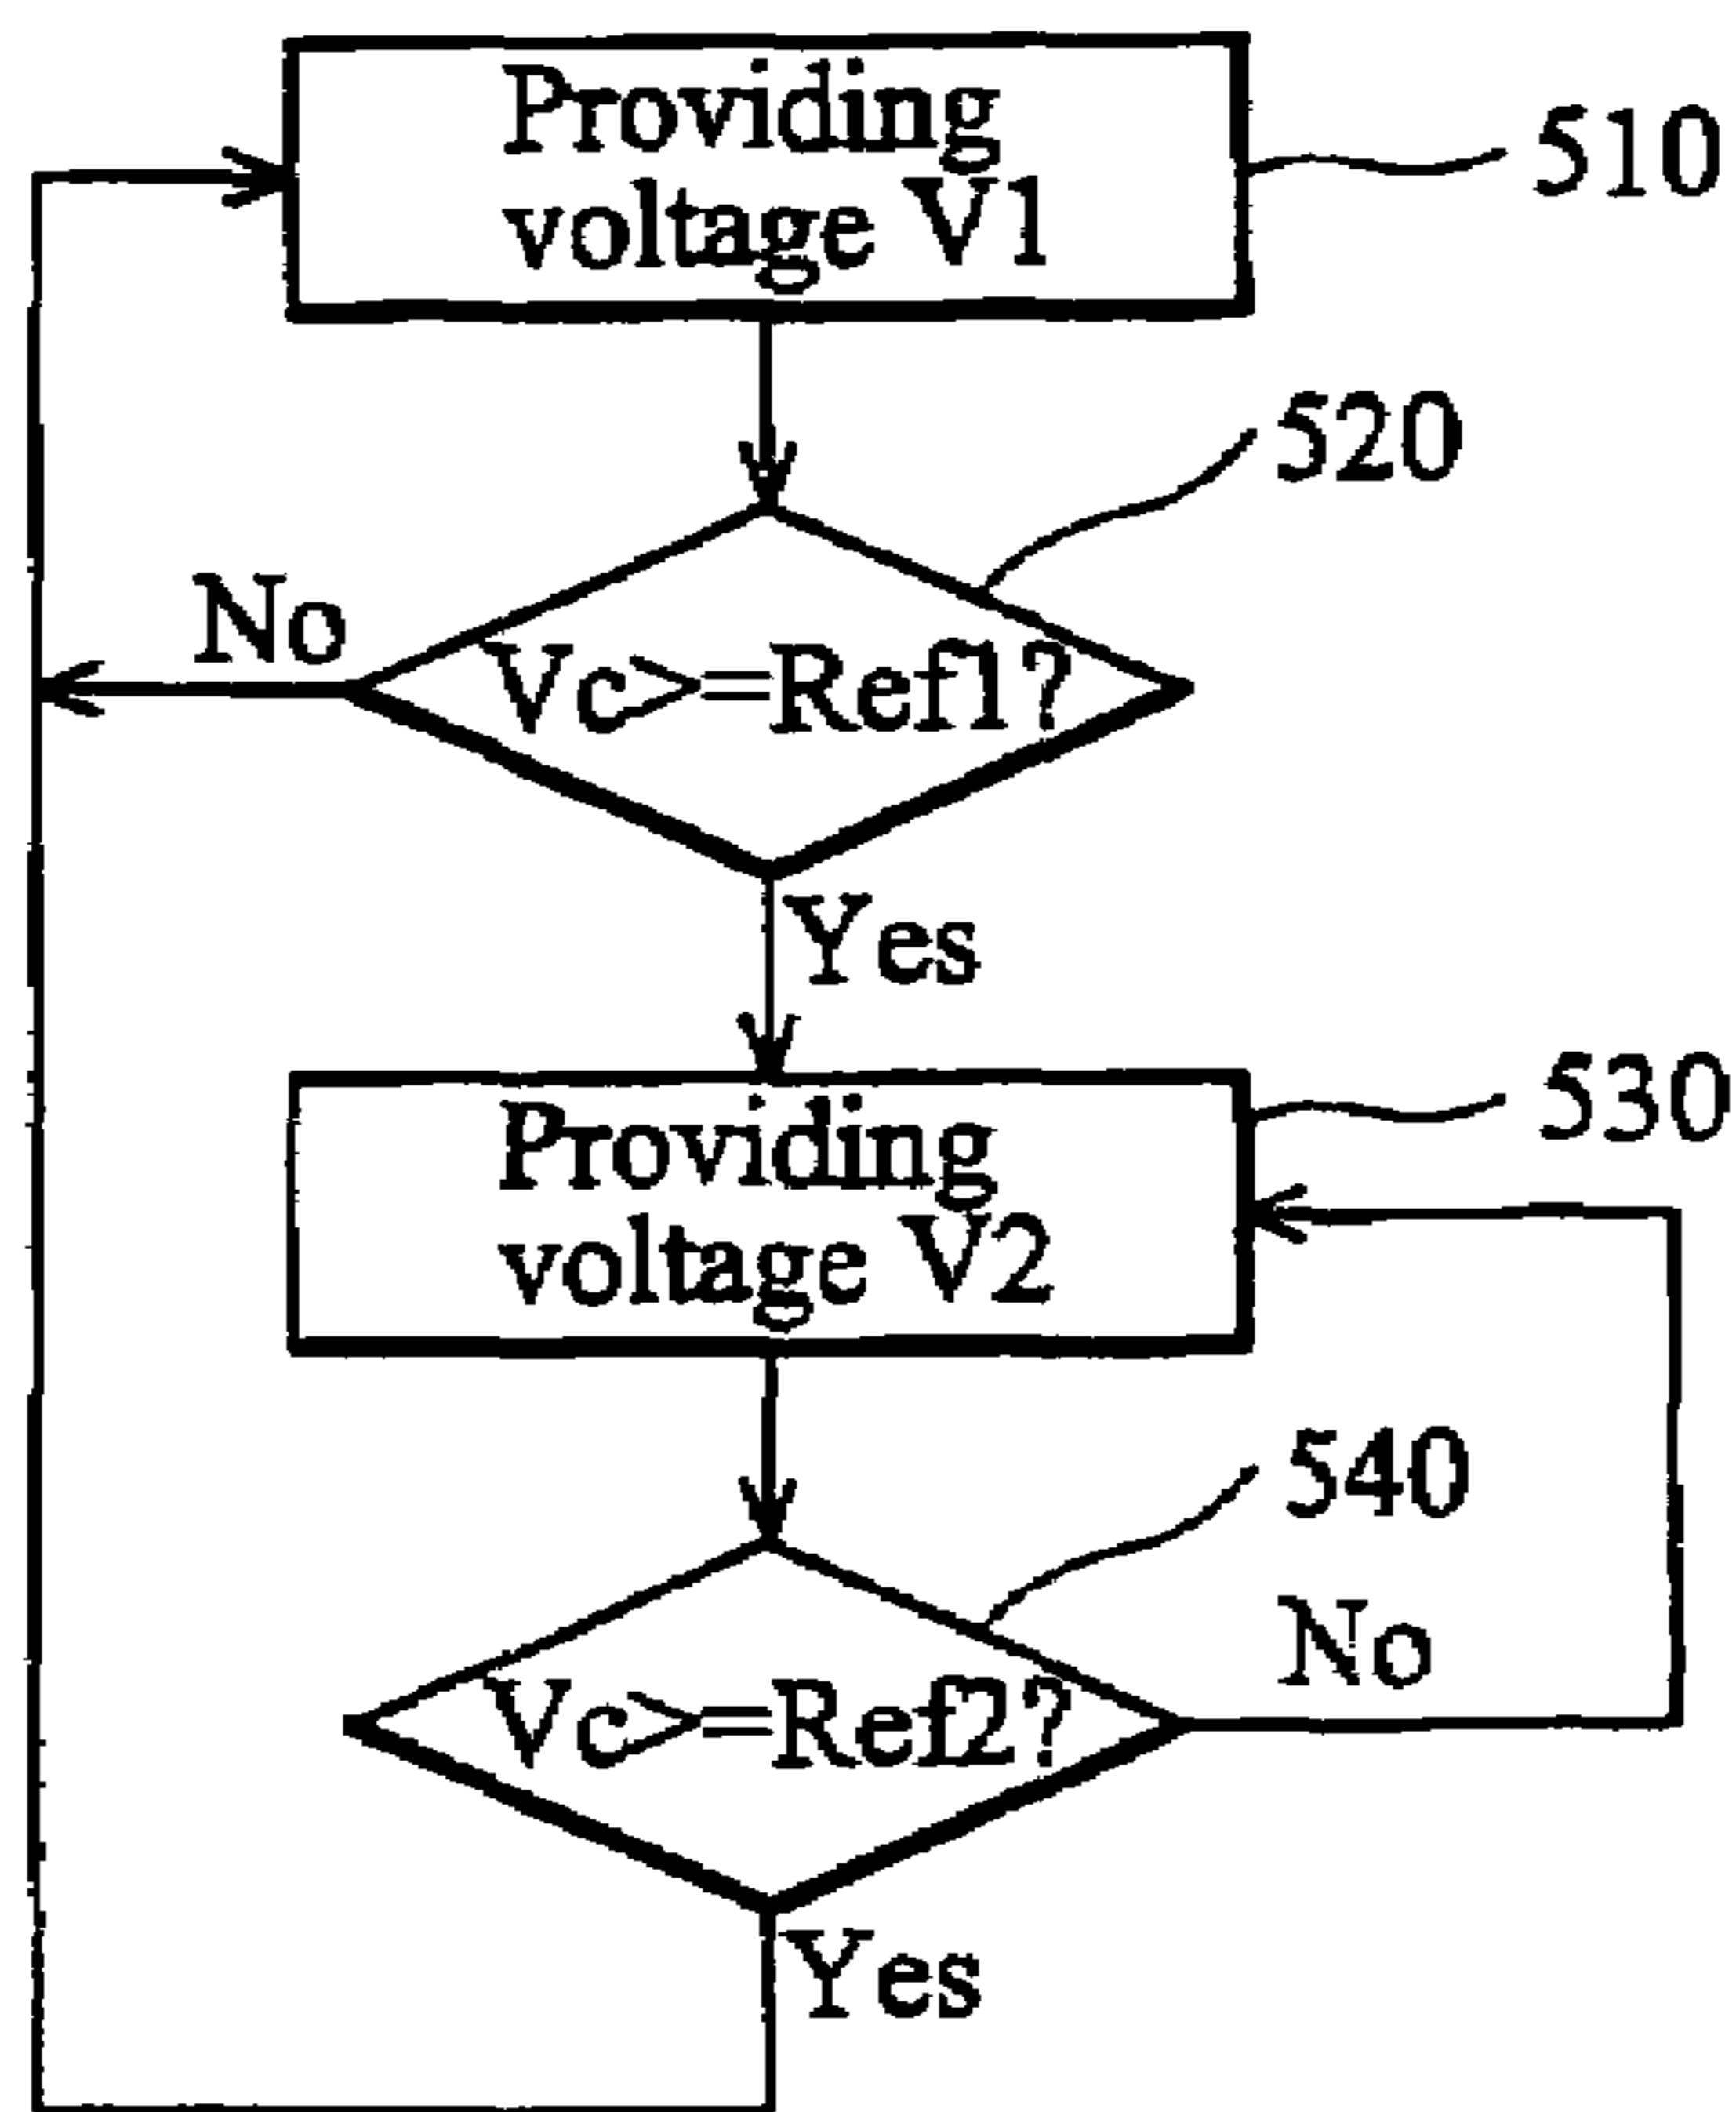 Providing
voltage V1
510
520
Vc>=Ref1?
No
Yes
Providing
voltage V2
530
540
Vc>=Ref2?
No
Yes